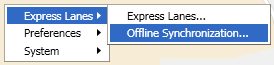 Express Lanes
Express Lanes...
Preferences
Offline Synchronization...
System